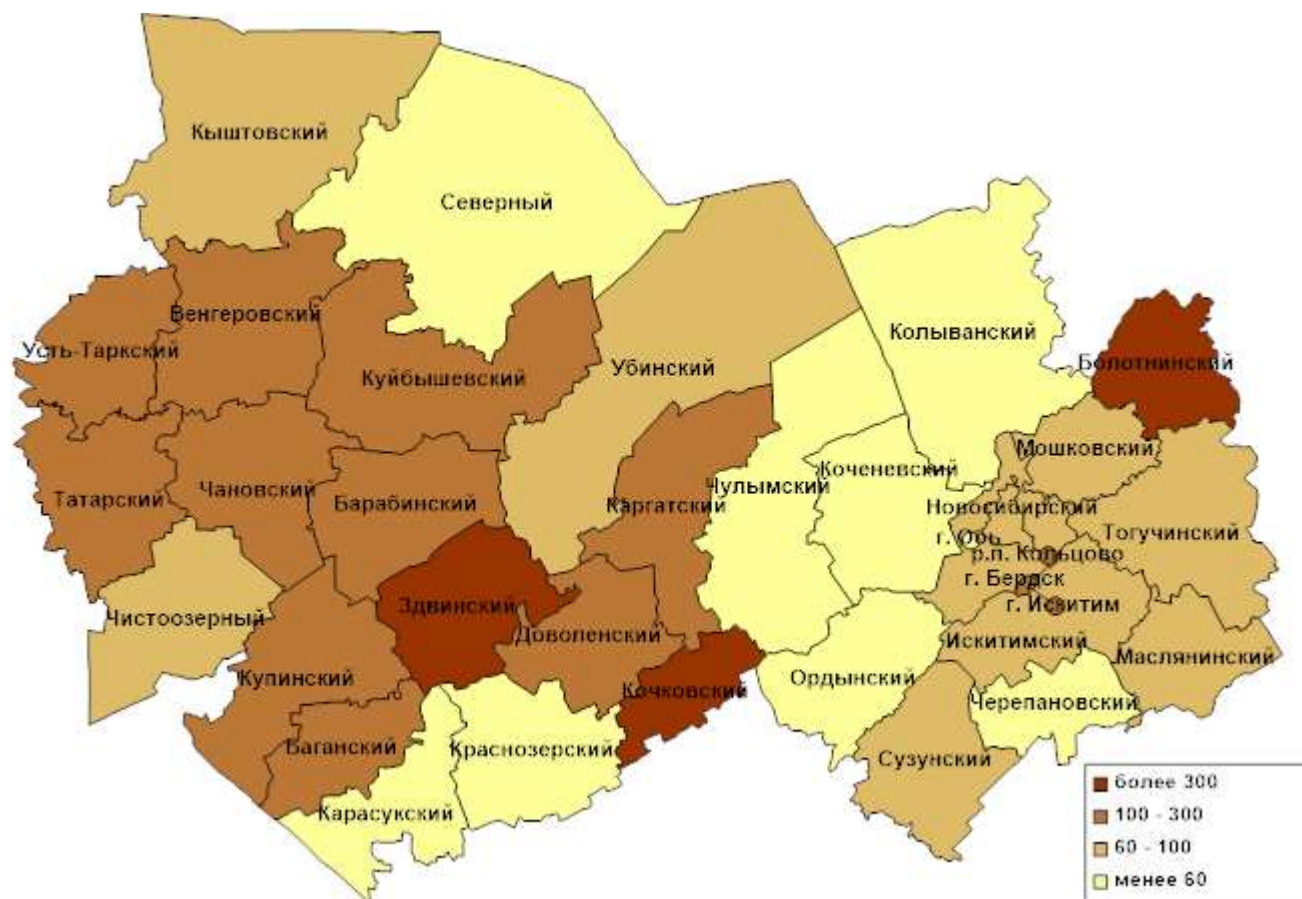 Кыштовский
Северный
Венгеровский
Усть-Таркский
Куйбышевский
Убинский
Колыванский
Болотнинский
Татарский
Чановский
Барабинский
Каргатский
Чулымский
Коченевский
Мошковский
Новосибирский
Тогучинский
г. Обь
р.п. Кольцово
г. Бердск
г. Искитим
Чистоозерный
Здвинский
Доволенский
Искитимский
Маслянинский
Купинский
Кочковский
Ордынский
Черепановский
Баганский
Краснозерский
Сузунский
Карасукский
более 300
100 - 300
60 - 100
менее 60